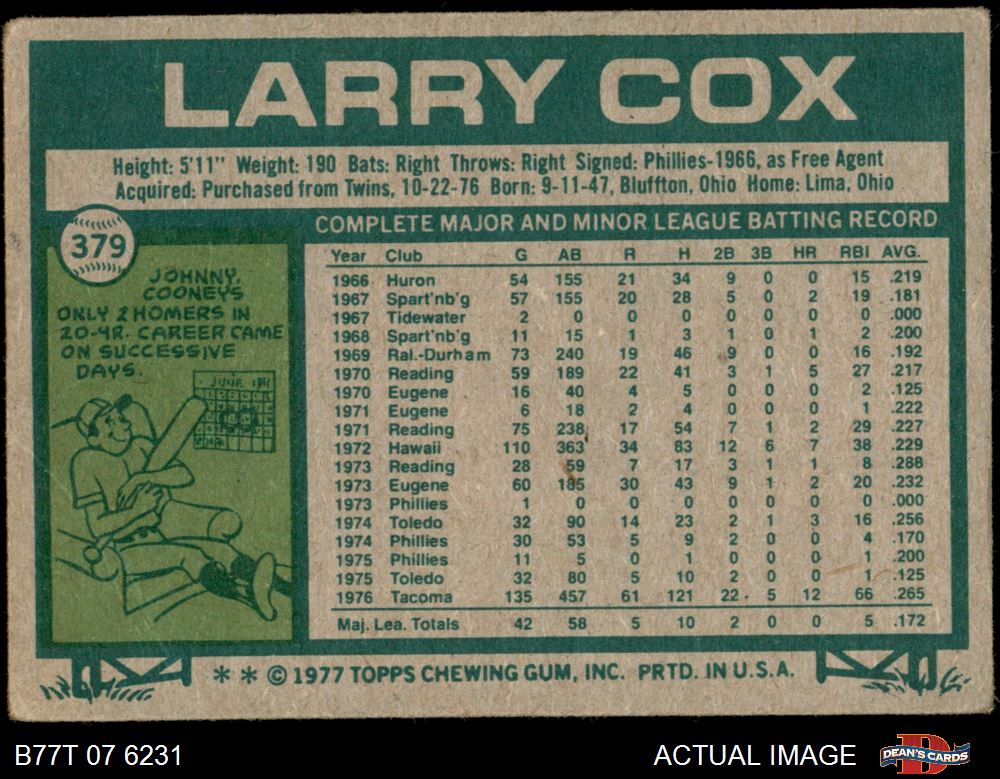 LARRY COX
Height: 5'11" Weight: 190 Bats: Right Throws: Right Signed: Phillies-1966, as Free Agent
Acquired: Purchased from Twins, 10-22-76 Born: 9-11-47, Bluffton, Ohio Home: Lima, Ohio
379
JOHNNY
COONEY'S
ONLY 2 HOMERS IN
20-YR. CAREER CAME
ON SUCCESSIVE
DAYS.
JUNE
COMPLETE MAJOR AND MINOR LEAGUE BATTING RECORD
Year Club G AB R H 2B 3B HR RBI AVG.
1966 Huron 54 155 21 34 9 0 0 15 .219
1967 Spart'nb'g 57 155 20 28 5 0 2 19 .181
1967 Tidewater 2 0 0 0 0 0 0 0 .000
1968 Spart'nb'g 11 15 1 3 1 0 1 2 .200
1969 Ral.-Durham 73 240 19 46 9 0 0 16 .192
1970 Reading 59 189 22 41 3 1 5 27 .217
1970 Eugene 16 40 4 5 0 0 0 2 .125
1971 Eugene 6 18 2 4 0 0 0 1 .222
1971 Reading 75 238 17 54 7 1 2 29 .227
1972 Hawaii 110 363 34 83 12 6 7 38 .229
1973 Reading 28 59 7 17 3 1 1 8 .288
1973 Eugene 60 185 30 43 9 1 2 20 .232
1973 Phillies 1 0 0 0 0 0 0 0 .000
1974 Toledo 32 90 14 23 2 1 3 16 .256
1974 Phillies 30 53 5 9 2 0 0 4 .170
1975 Phillies 11 5 0 1 0 0 0 1 .200
1975 Toledo 32 80 5 10 2 0 0 1 .125
1976 Tacoma 135 457 61 121 22 5 12 66 .265
Maj. Lea. Totals 42 58 5 10 2 0 0 5 .172
* * © 1977 TOPPS CHEWING GUM, INC. PRTD. IN U.S.A.
B77T 07 6231
ACTUAL IMAGE
DEAN'S CARDS